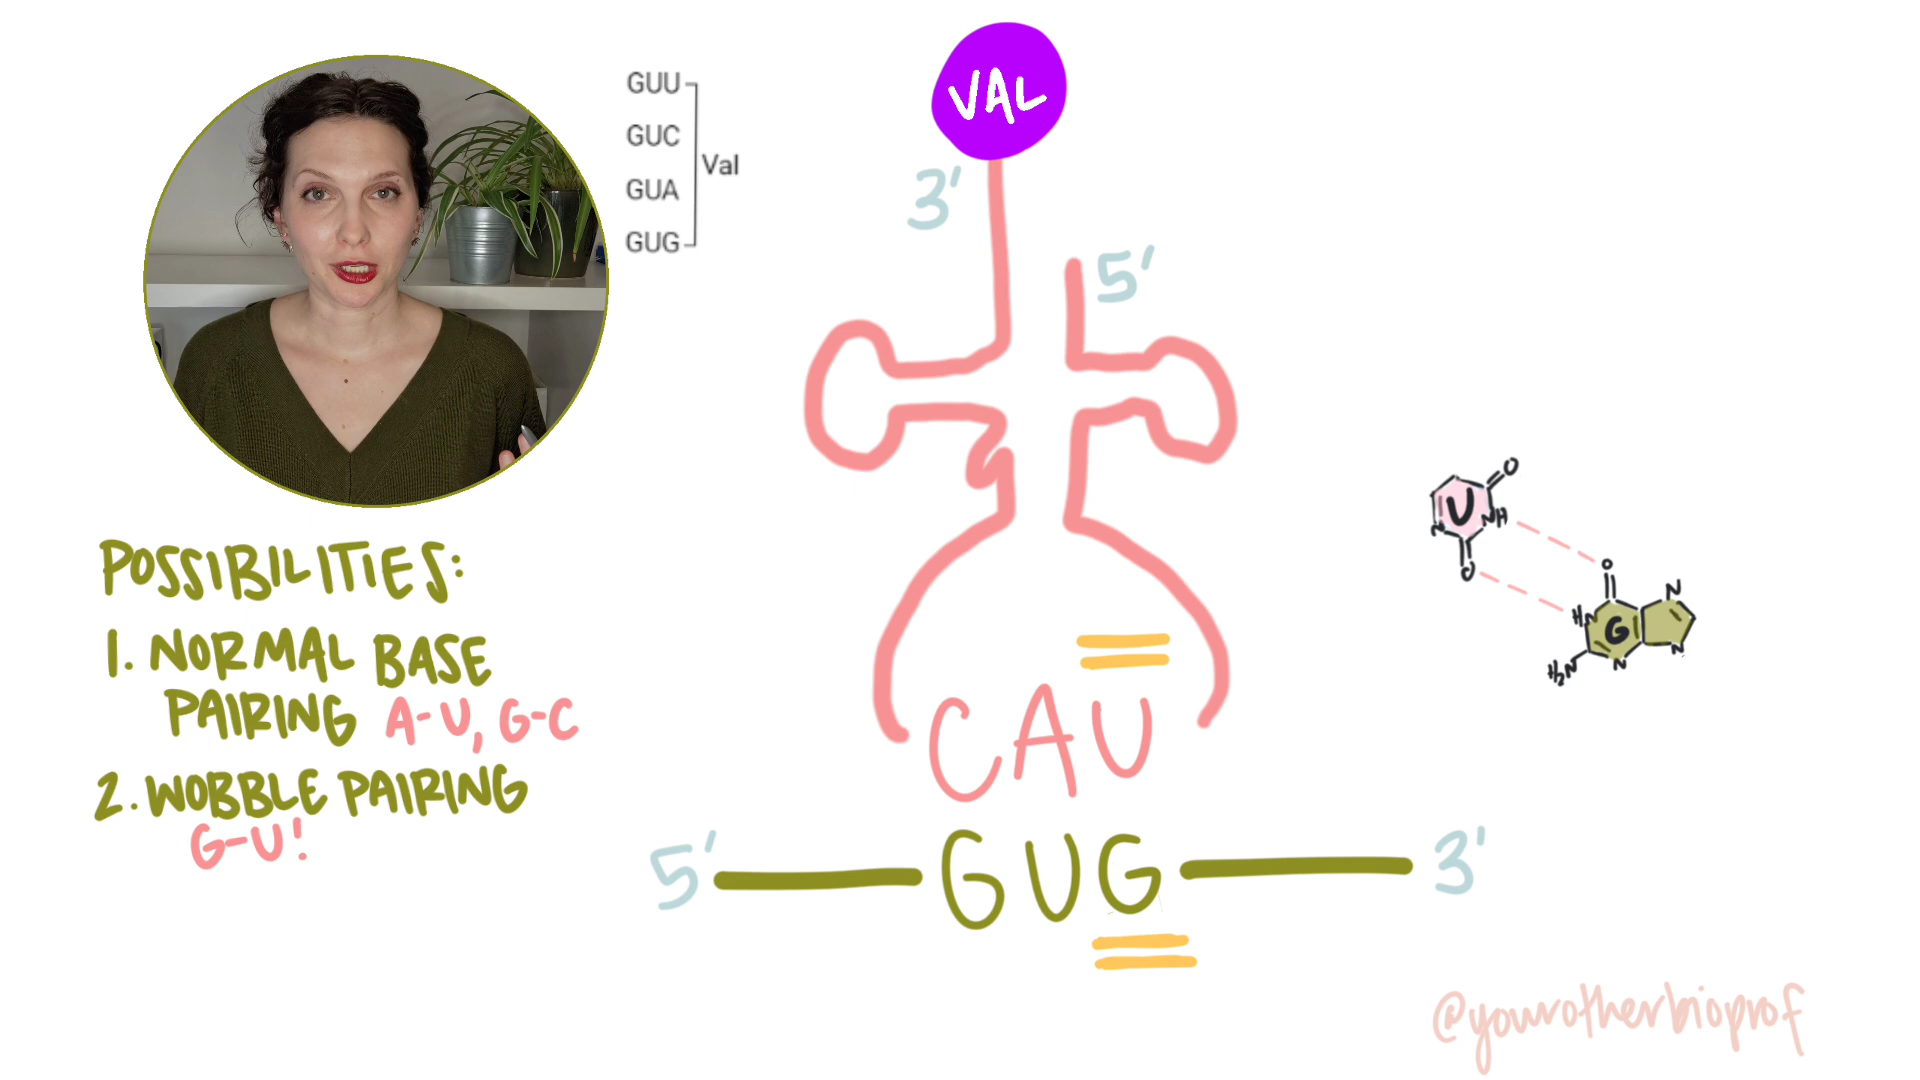 GUU
GUC
Val
GUA
GUG
VAL
3'
5'
POSSIBILITIES:
1. NORMAL BASE
PAIRING A-U, G-C
2. WOBBLE PAIRING
G-U!
CAU
5' GUG 3'
O
U
NH
N
O
O
N
HN
G
H2N
N
N
@yourotherbioprof